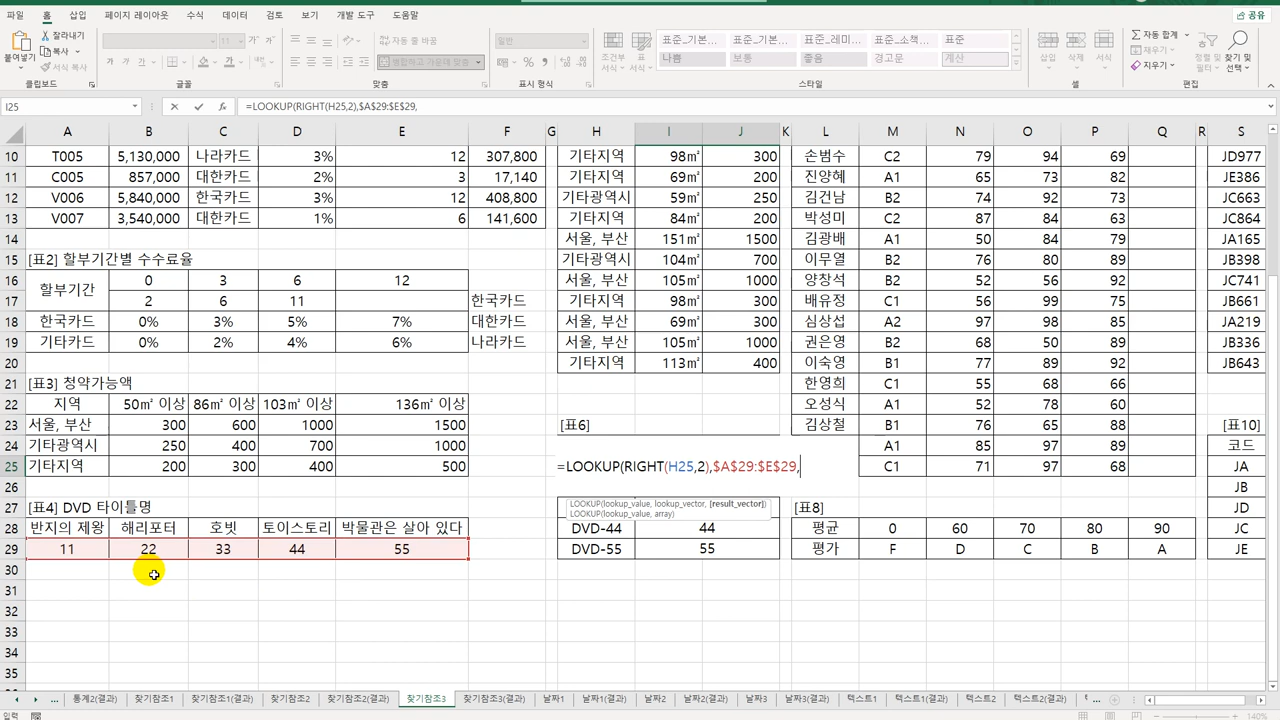 파일 홈 삽입 페이지 레이아웃 수식 데이터 검토 보기 개발 도구 도움말 공유
잘라내기 자동 줄 바꿈 일반 표준_기본... 표준_기본... 표준_레미... 표준_소책... 표준 자동 합계
붙여넣기 복사 병합하고 가운데 맞춤 조건부 서식 표 서식 나쁨 보통 좋음 경고문 계산 삽입 삭제 서식 채우기 정렬 및 필터 찾기 및 선택
서식 복사 지우기
클립보드 글꼴 맞춤 표시 형식 스타일 셀 편집
I25 =LOOKUP(RIGHT(H25,2),$A$29:$E$29,
A B C D E F G H I J K L M N O P Q R S
10 T005 5,130,000 나라카드 3% 12 307,800 기타지역 98㎡ 300 손범수 C2 79 94 69 JD977
11 C005 857,000 대한카드 2% 3 17,140 기타지역 69㎡ 200 진양혜 A1 65 73 82 JE386
12 V006 5,840,000 한국카드 3% 12 408,800 기타광역시 59㎡ 250 김건남 B2 74 92 73 JC663
13 V007 3,540,000 대한카드 1% 6 141,600 기타지역 84㎡ 200 박성미 C2 87 84 63 JC864
14 서울, 부산 151㎡ 1500 김광배 A1 50 84 79 JA165
15 [표2] 할부기간별 수수료율 기타광역시 104㎡ 700 이무열 B2 76 80 89 JB398
16 할부기간 0 3 6 12 서울, 부산 105㎡ 1000 양창석 B2 52 56 92 JC741
17 2 6 11 한국카드 기타지역 98㎡ 300 배유정 C1 56 99 75 JB661
18 한국카드 0% 3% 5% 7% 대한카드 서울, 부산 69㎡ 300 심상섭 A2 97 98 85 JA219
19 기타카드 0% 2% 4% 6% 나라카드 서울, 부산 105㎡ 1000 권은영 B2 68 50 89 JB336
20 기타지역 113㎡ 400 이숙영 B1 77 89 92 JB643
21 [표3] 청약가능액 한영희 C1 55 68 66
22 지역 50㎡ 이상 86㎡ 이상 103㎡ 이상 136㎡ 이상 오성식 A1 52 78 60
23 서울, 부산 300 600 1000 1500 [표6] 김상철 B1 76 65 88 [표10]
24 기타광역시 250 400 700 1000 A1 85 97 89 코드
25 기타지역 200 300 400 500 =LOOKUP(RIGHT(H25,2),$A$29:$E$29, C1 71 97 68 JA
26 JB
LOOKUP(lookup_value, lookup_vector, [result_vector])
LOOKUP(lookup_value, array)
27 [표4] DVD 타이틀명 [표8] JD
28 반지의 제왕 해리포터 호빗 토이스토리 박물관은 살아 있다 DVD-44 44 평균 0 60 70 80 90 JC
29 11 22 33 44 55 DVD-55 55 평가 F D C B A JE
30
31
32
33
34
35
... 통계2(결과) 찾기참조1 찾기참조1(결과) 찾기참조2 찾기참조2(결과) 찾기참조3 찾기참조3(결과) 날짜1 날짜1(결과) 날짜2 날짜2(결과) 날짜3 날짜3(결과) 텍스트1 텍스트1(결과) 텍스트2 텍스트2(결과) ...
입력 140%